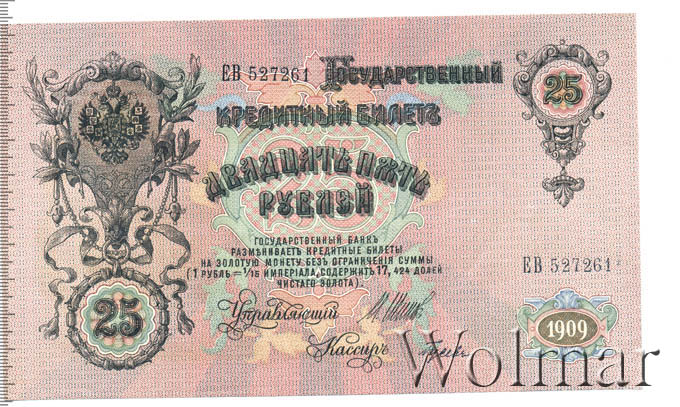 ЕВ 527261 Государственный
25
кредитный билетъ
двадцать пять
рублей
ГОСУДАРСТВЕННЫЙ БАНКЪ
РАЗМѢНИВАЕТЪ КРЕДИТНЫЕ БИЛЕТЫ
НА ЗОЛОТУЮ МОНЕТУ БЕЗЪ ОГРАНИЧЕНІЯ СУММЫ
(1 РУБЛЬ = 1/15 ИМПЕРІАЛА, СОДЕРЖИТЪ 17,424 ДОЛЕЙ
ЧИСТАГО ЗОЛОТА).
ЕВ 527261
25
Управляющій
1909
Кассиръ
Wolmar